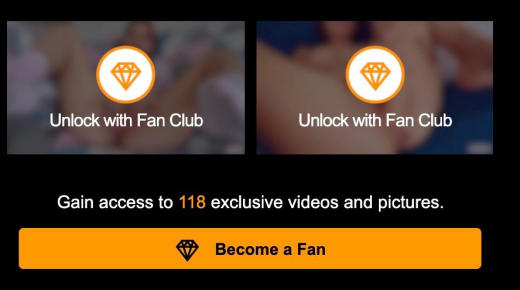 Unlock with Fan Club
Unlock with Fan Club
Gain access to 118 exclusive videos and pictures.
Become a Fan